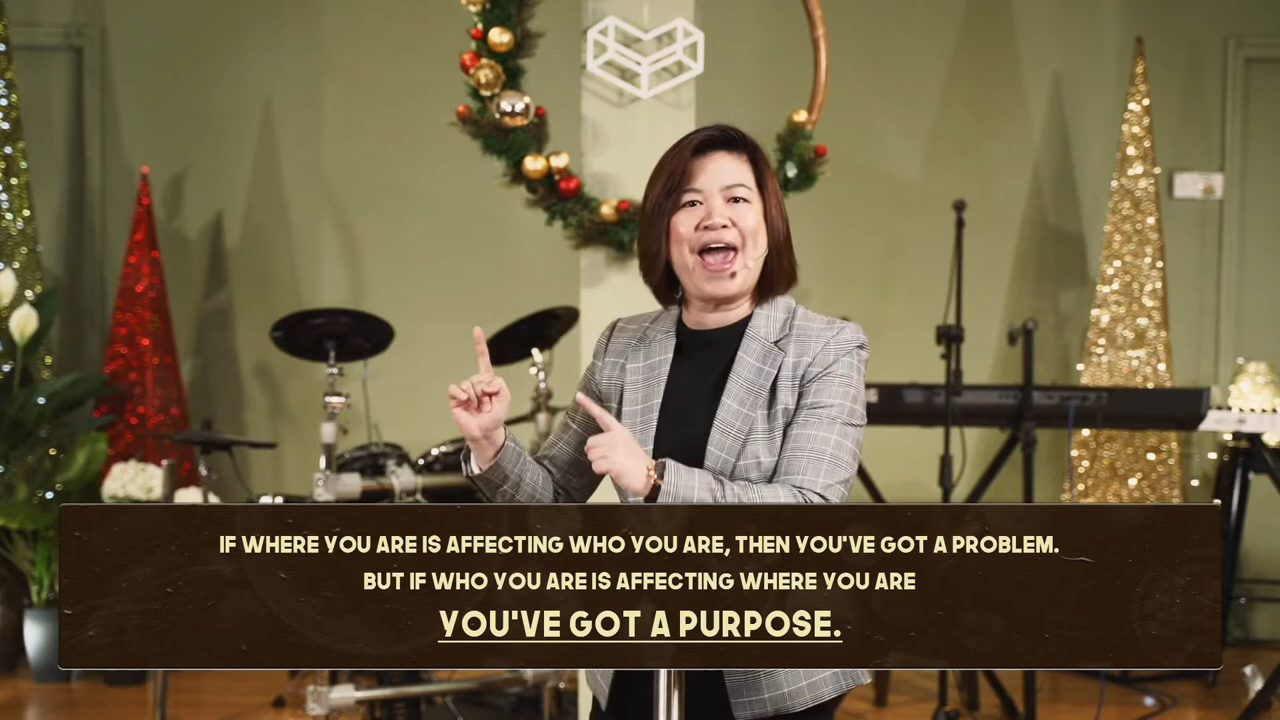 IF WHERE YOU ARE IS AFFECTING WHO YOU ARE, THEN YOU'VE GOT A PROBLEM.
BUT IF WHO YOU ARE IS AFFECTING WHERE YOU ARE
YOU'VE GOT A PURPOSE.